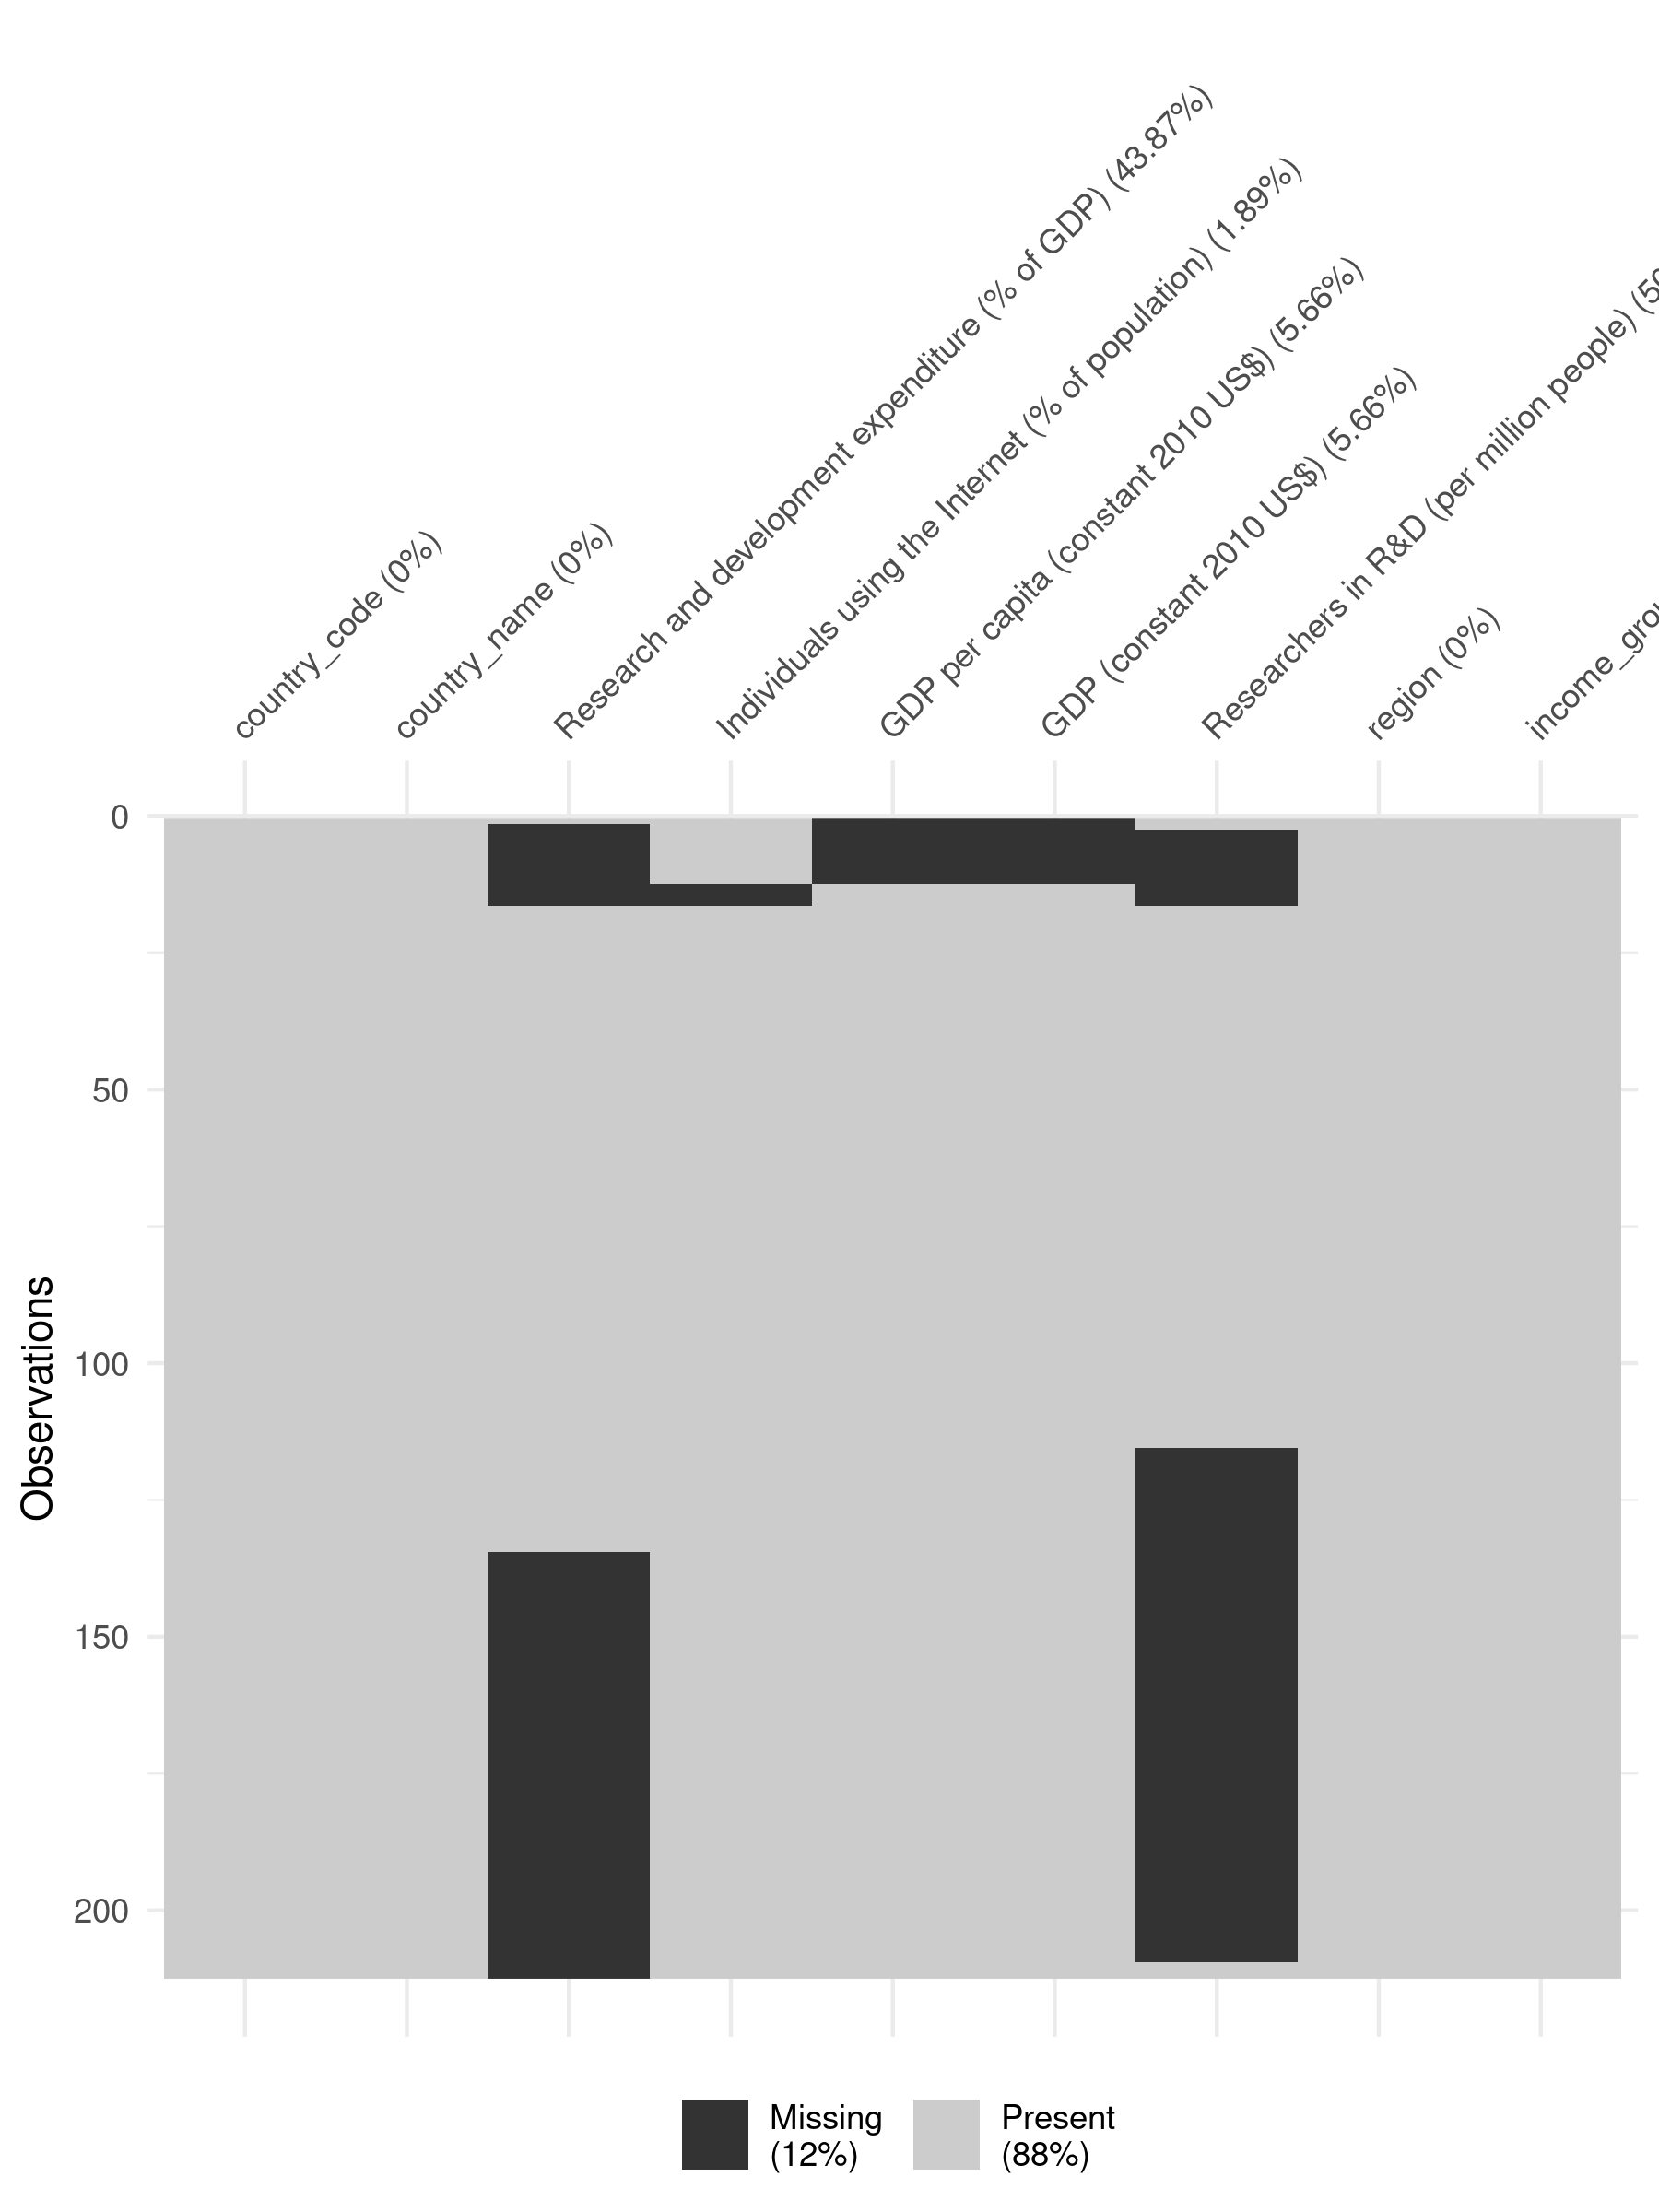 country_code (0%)
country_name (0%)
Research and development expenditure (% of GDP) (43.87%)
Individuals using the Internet (% of population) (1.89%)
GDP per capita (constant 2010 US$) (5.66%)
GDP (constant 2010 US$) (5.66%)
Researchers in R&D (per million people)
region (0%)
0
50
100
150
200
Observations
Missing
(12%)
Present
(88%)